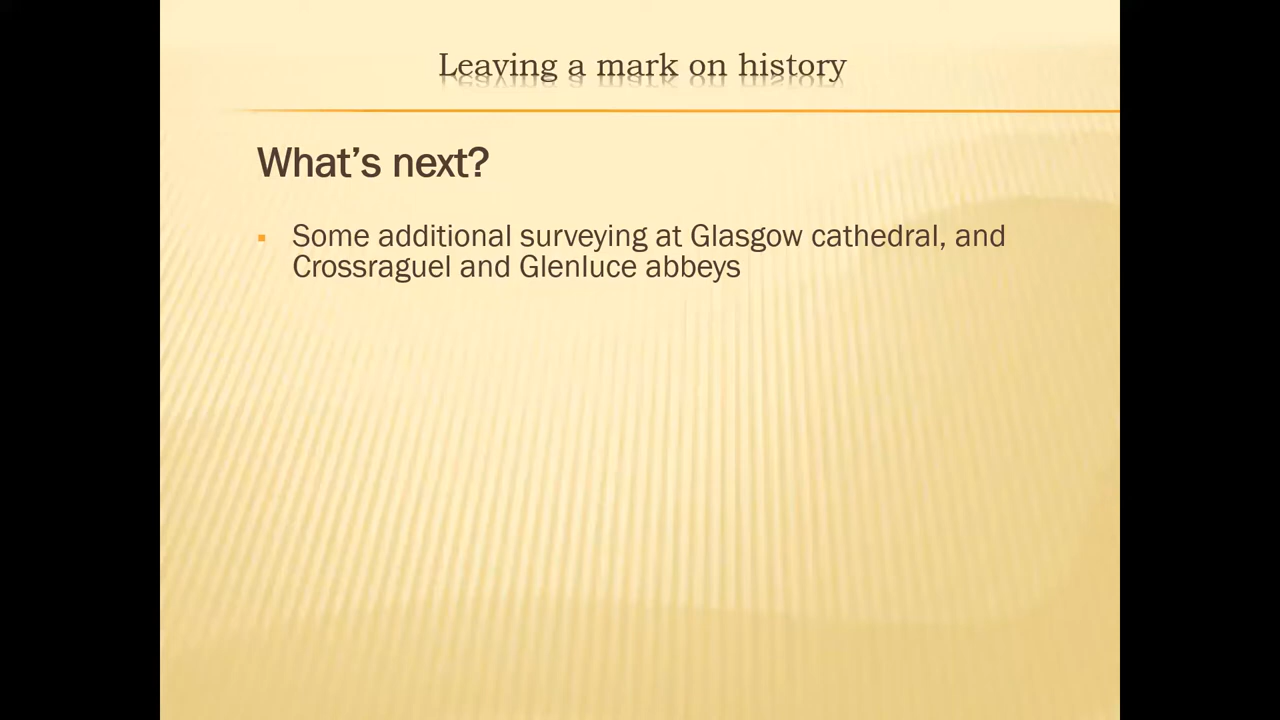 Leaving a mark on history
What’s next?
▪ Some additional surveying at Glasgow cathedral, and
Crossraguel and Glenluce abbeys